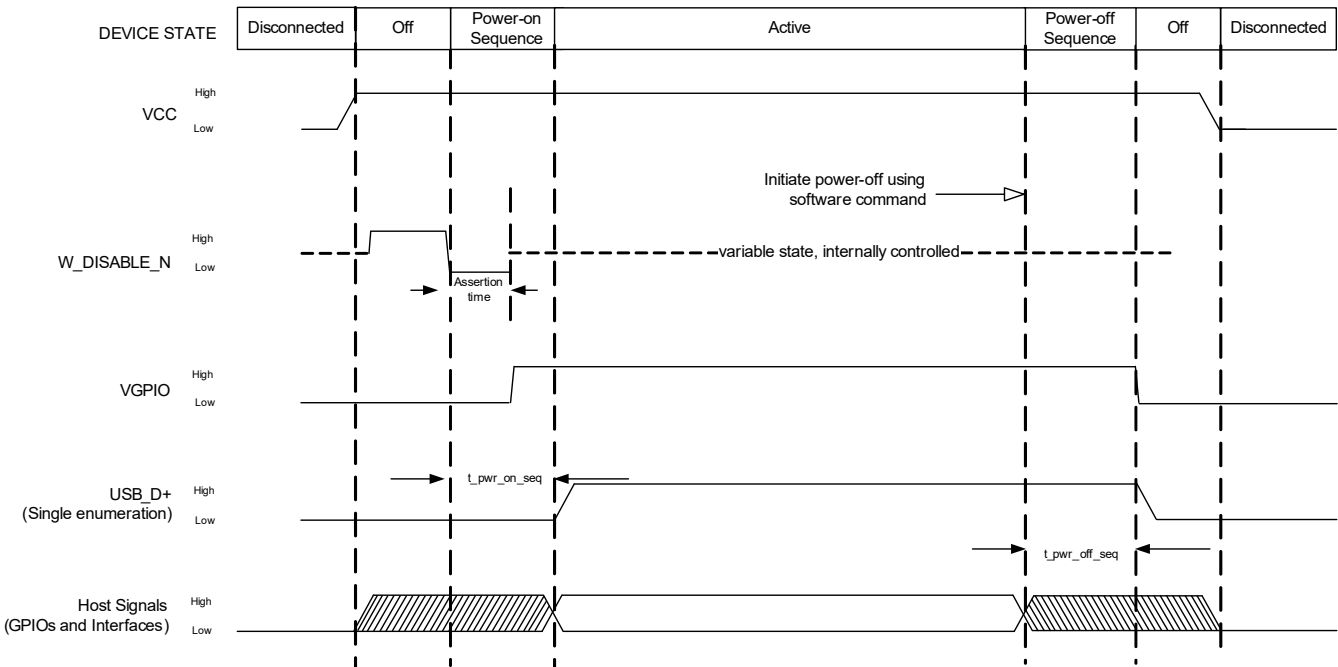 DEVICE STATE
Disconnected
Off
Power-on
Sequence
Active
Power-off
Sequence
Off
Disconnected
High
VCC
Low
Initiate power-off using
software command
High
W_DISABLE_N
Low
variable state, internally controlled
Assertion
time
High
VGPIO
Low
t_pwr_on_seq
High
USB_D+
(Single enumeration)
Low
t_pwr_off_seq
High
Host Signals
(GPIOs and Interfaces)
Low